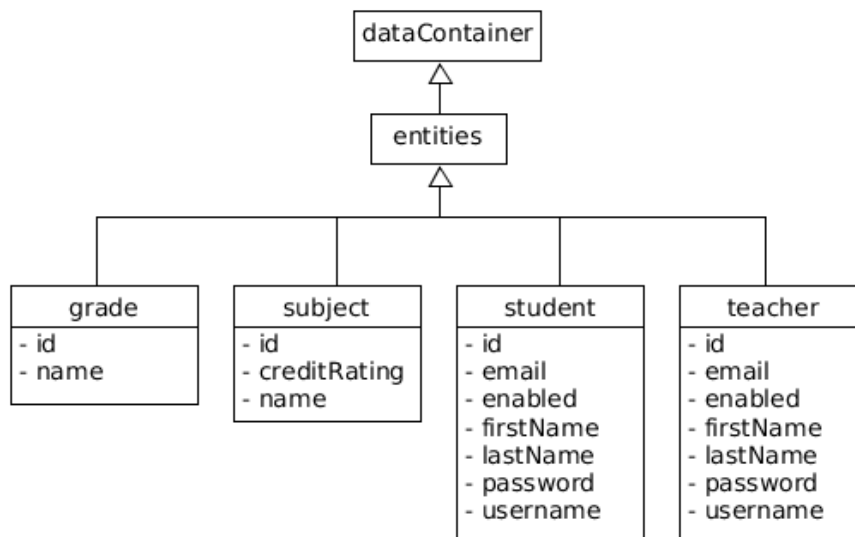 dataContainer
entities
grade
- id
- name
subject
- id
- creditRating
- name
student
- id
- email
- enabled
- firstName
- lastName
- password
- username
teacher
- id
- email
- enabled
- firstName
- lastName
- password
- username